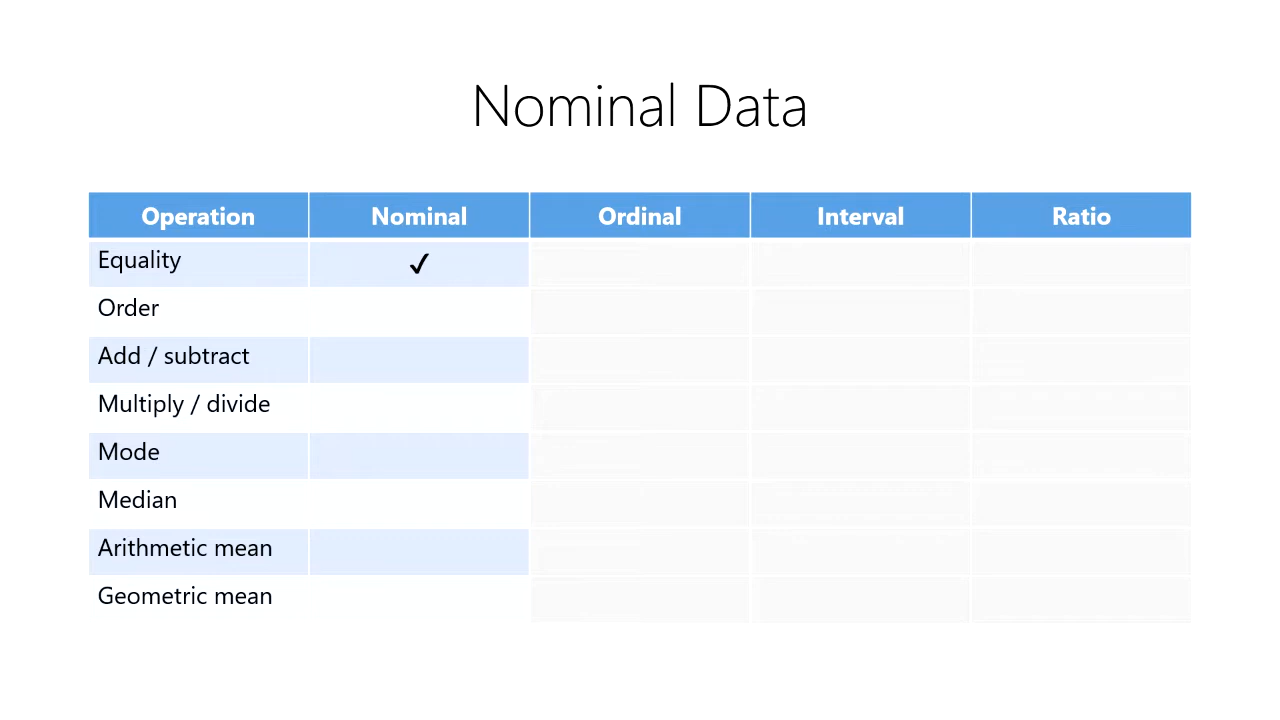 Nominal Data
Operation Nominal Ordinal Interval Ratio
Equality ✓
Order
Add / subtract
Multiply / divide
Mode
Median
Arithmetic mean
Geometric mean